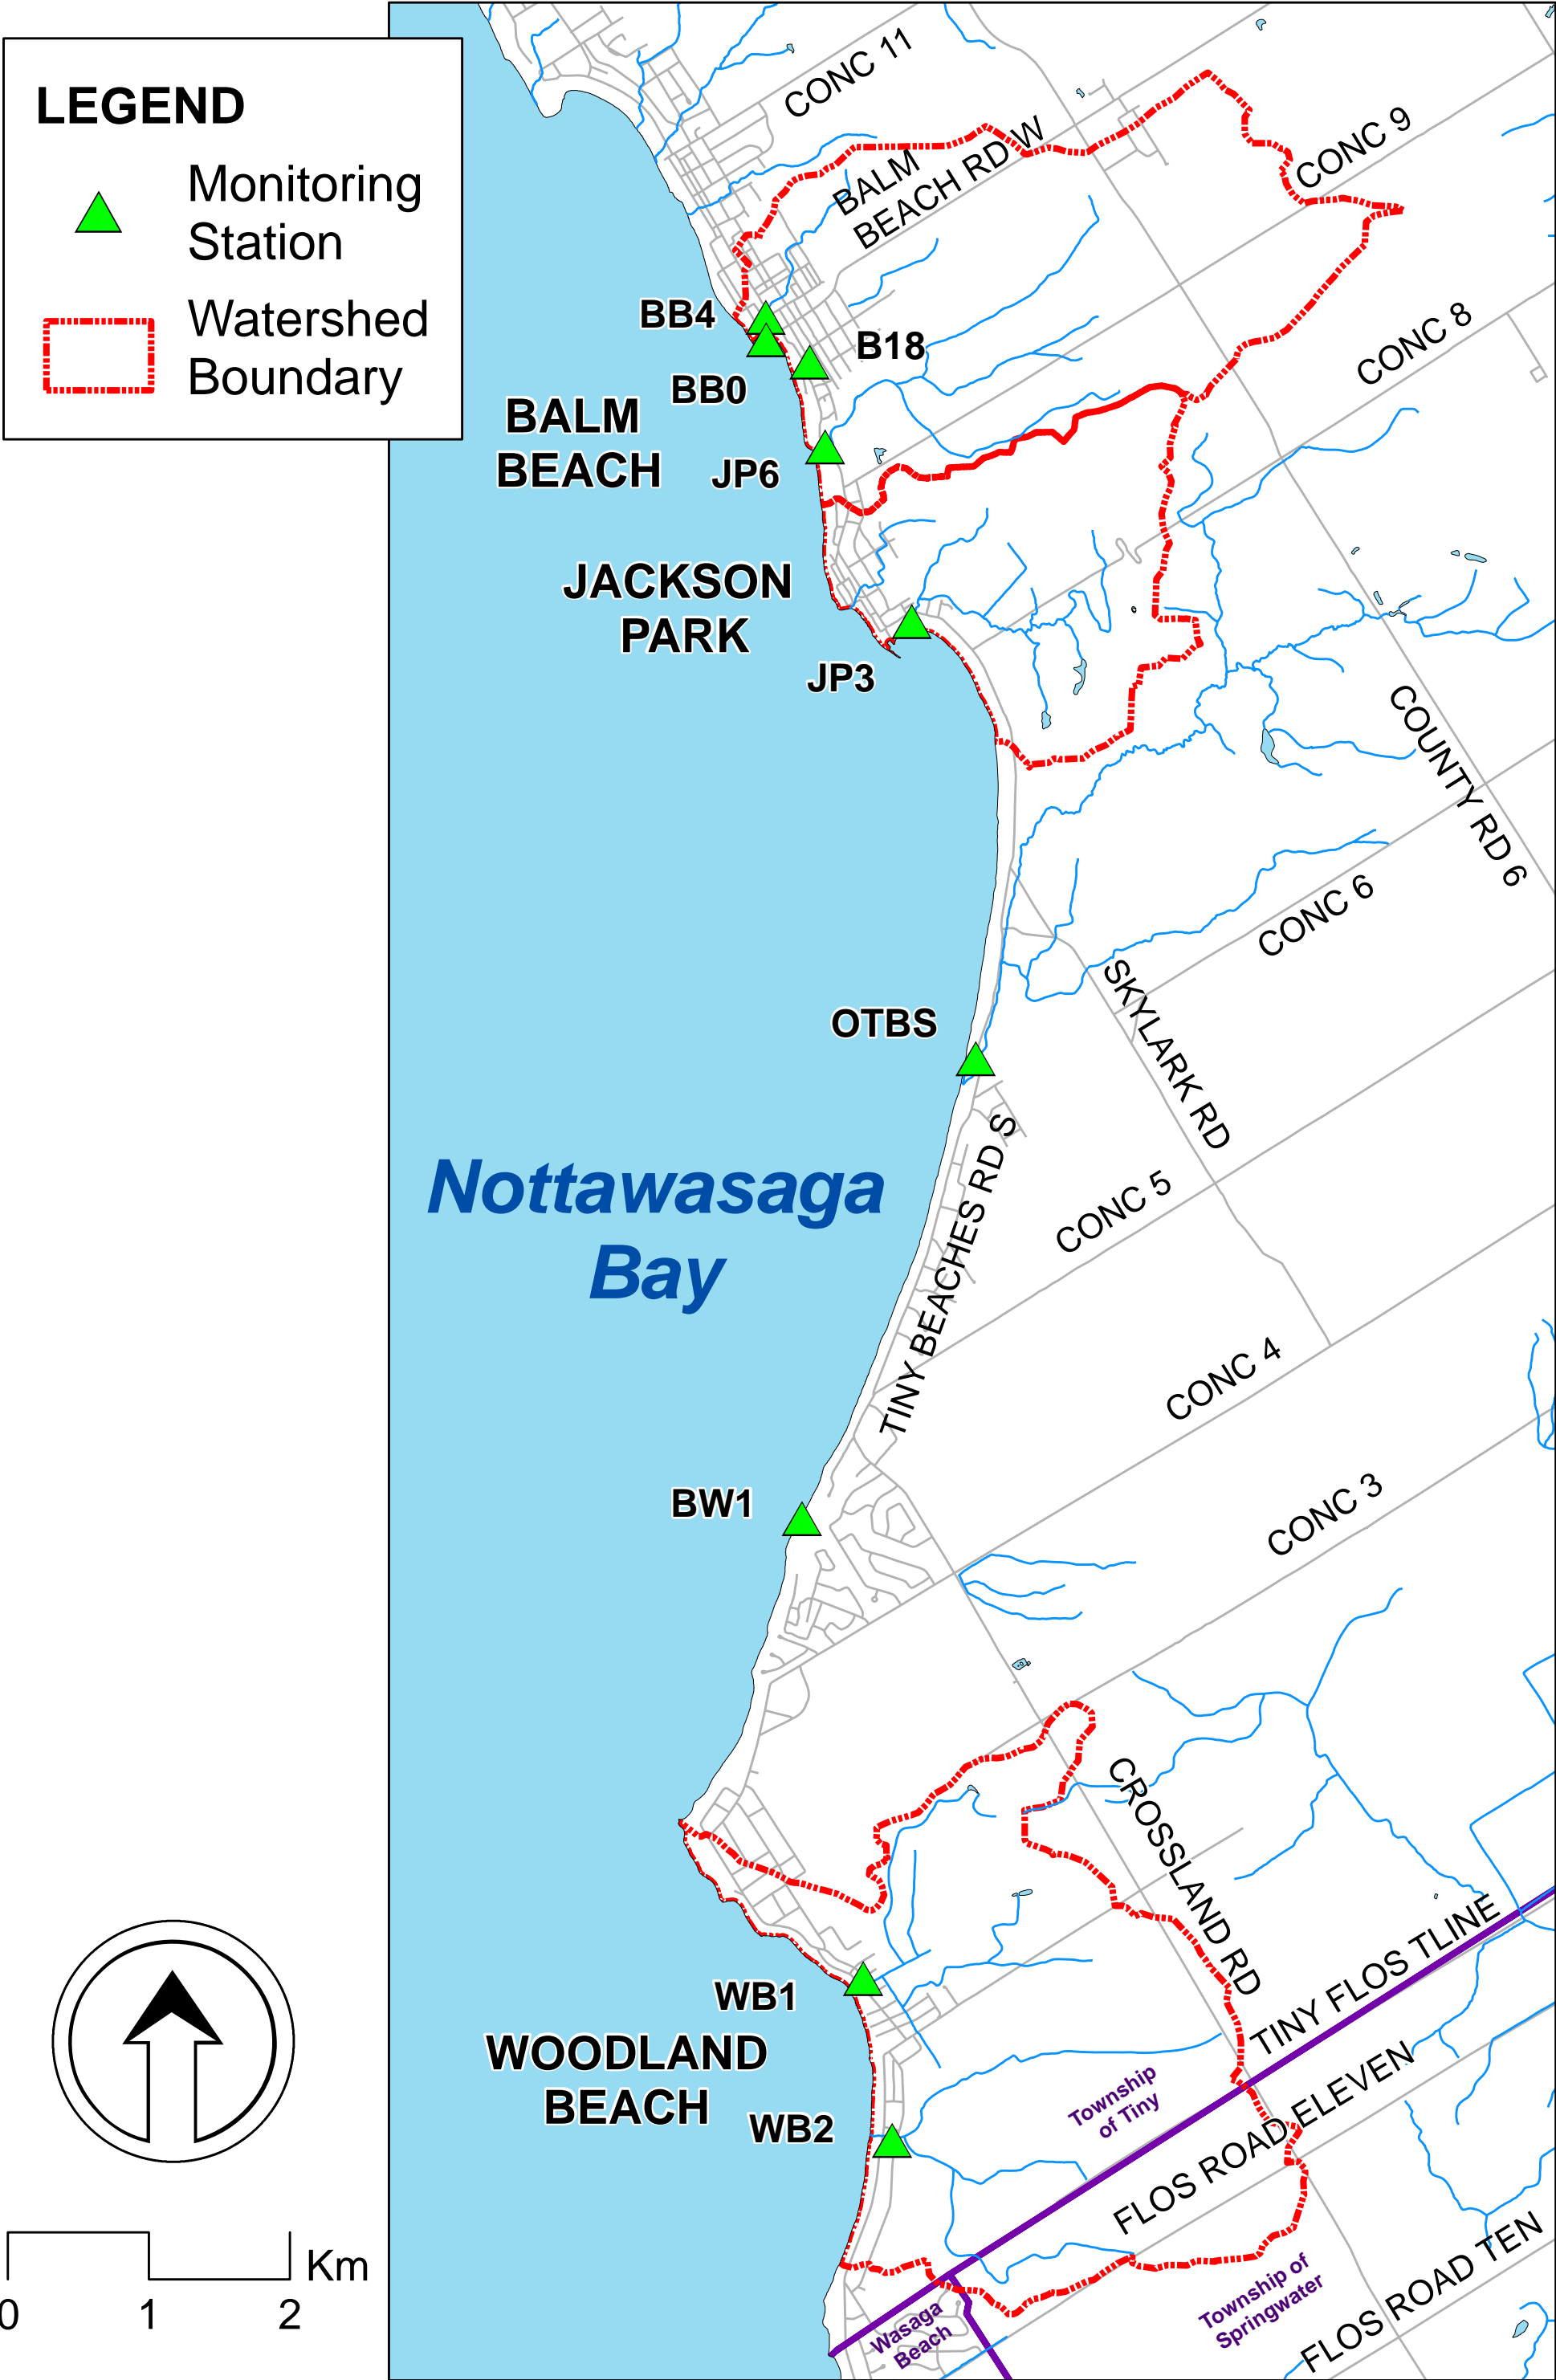 LEGEND
Monitoring
Station
Watershed
Boundary
CONC 11
BALM
BEACH RD W
CONC 9
BB4
B18
CONC 8
BB0
BALM
BEACH
JP6
JACKSON
PARK
JP3
COUNTY RD 6
CONC 6
SKYLARK RD
OTBS
Nottawasaga
Bay
TINY BEACHES RD S
CONC 5
CONC 4
BW1
CONC 3
CROSSLAND RD
WB1
TINY FLOS TLINE
WOODLAND
BEACH
Township
of Tiny
WB2
FLOS ROAD ELEVEN
Township of
Springwater
FLOS ROAD TEN
Wasaga
Beach
Km
0 1 2